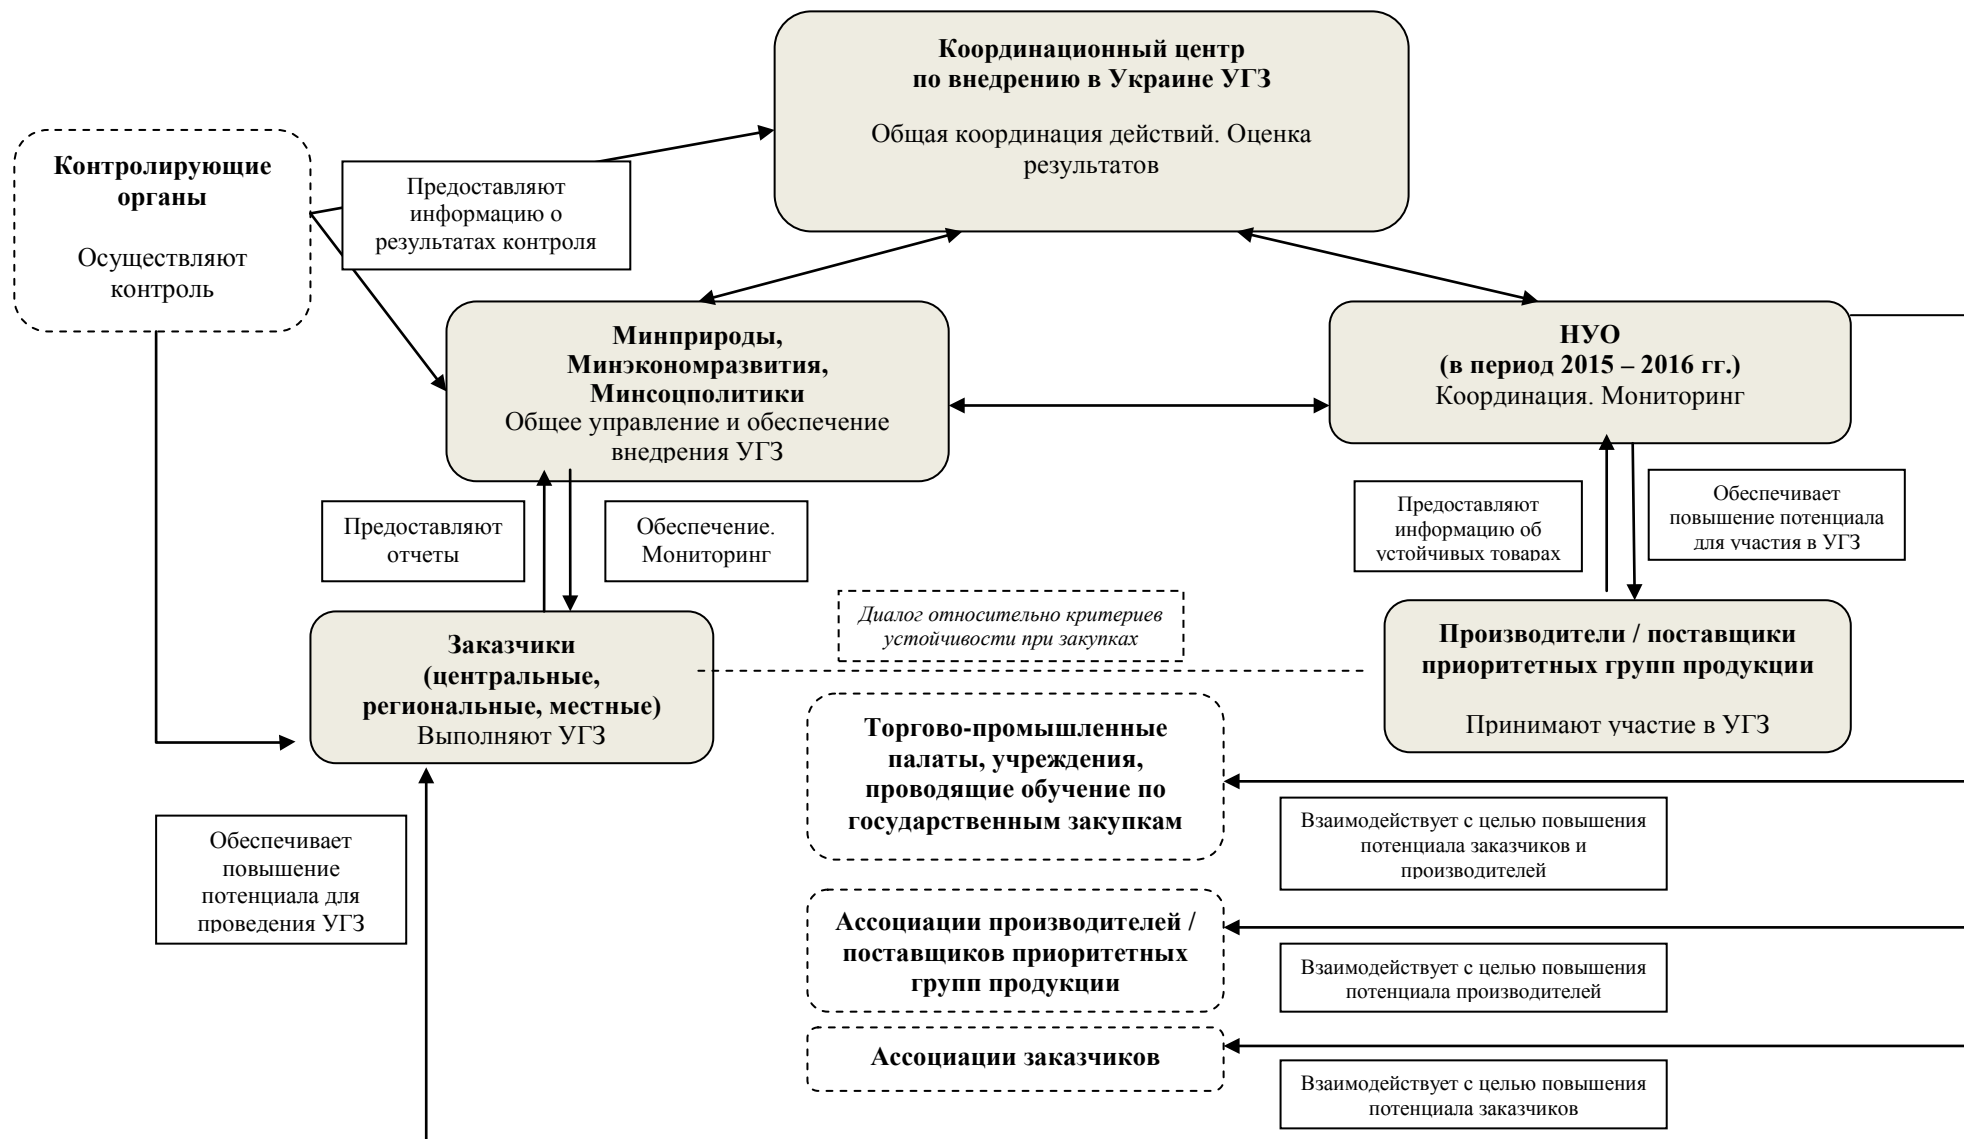 Координационный центр
по внедрению в Украине УГЗ
Общая координация действий. Оценка
результатов
Контролирующие
органы
Осуществляют
контроль
Предоставляют
информацию о
результатах контроля
Минприроды,
Минэкономразвития,
Минсоцполитики
Общее управление и обеспечение
внедрения УГЗ
НУО
(в период 2015 – 2016 гг.)
Координация. Мониторинг
Предоставляют
отчеты
Обеспечение.
Мониторинг
Предоставляют
информацию об
устойчивых товарах
Обеспечивает
повышение потенциала
для участия в УГЗ
Диалог относительно критериев
устойчивости при закупках
Заказчики
(центральные,
региональные, местные)
Выполняют УГЗ
Производители / поставщики
приоритетных групп продукции
Принимают участие в УГЗ
Торгово-промышленные
палаты, учреждения,
проводящие обучение по
государственным закупкам
Взаимодействует с целью повышения
потенциала заказчиков и
производителей
Обеспечивает
повышение
потенциала для
проведения УГЗ
Ассоциации производителей /
поставщиков приоритетных
групп продукции
Взаимодействует с целью повышения
потенциала производителей
Ассоциации заказчиков
Взаимодействует с целью повышения
потенциала заказчиков